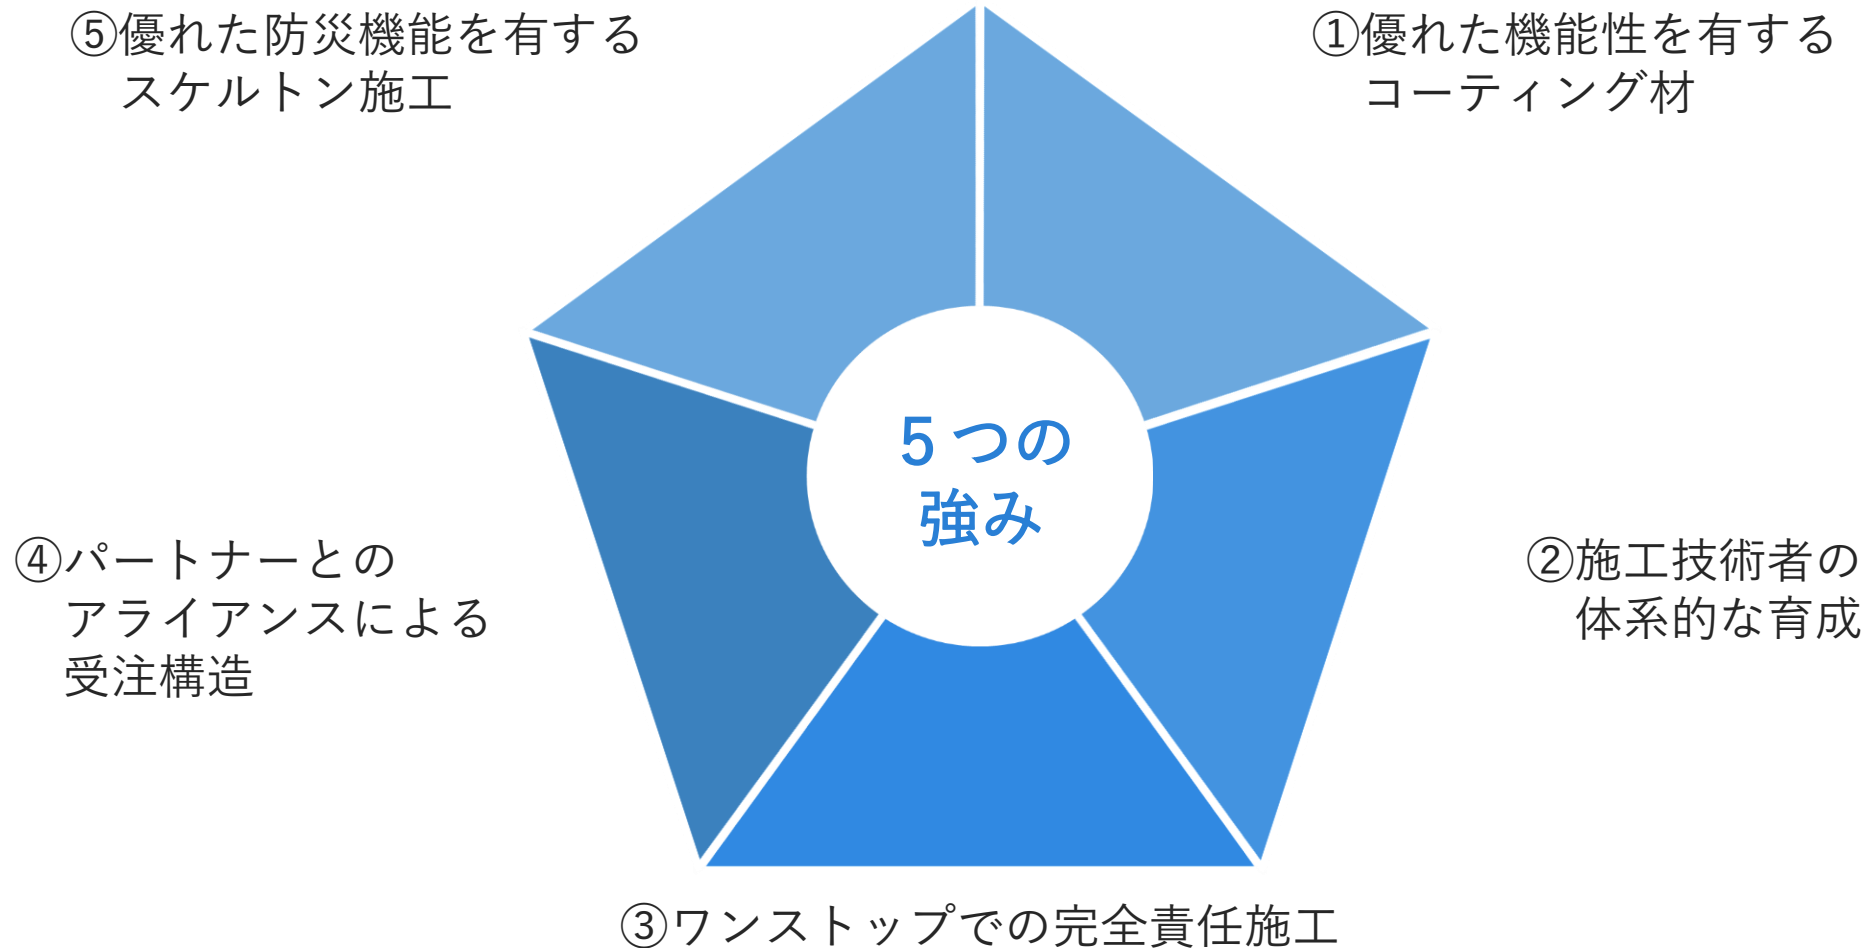 ５つの
強み
①優れた機能性を有する
コーティング材
②施工技術者の
体系的な育成
③ワンストップでの完全責任施工
④パートナーとの
アライアンスによる
受注構造
⑤優れた防災機能を有する
スケルトン施工